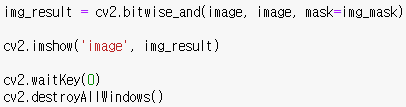 img_result = cv2.bitwise_and(image, image, mask=img_mask)
cv2.imshow('image', img_result)
cv2.waitKey(0)
cv2.destroyAllWindows()